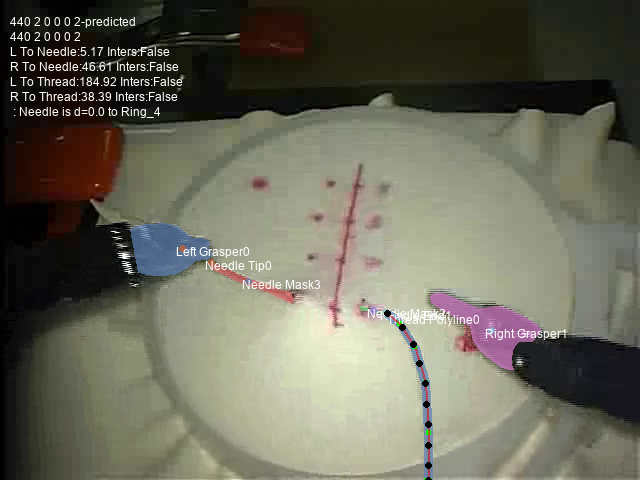 440 2 0 0 0 2-predicted
440 2 0 0 0 2
L To Needle:5.17 Inters:False
R To Needle:46.61 Inters:False
L To Thread:184.92 Inters:False
R To Thread:38.39 Inters:False
: Needle is d=0.0 to Ring_4
Left Grasper0
Needle Tip0
Needle Mask3
Thread Polyline0
Right Grasper1